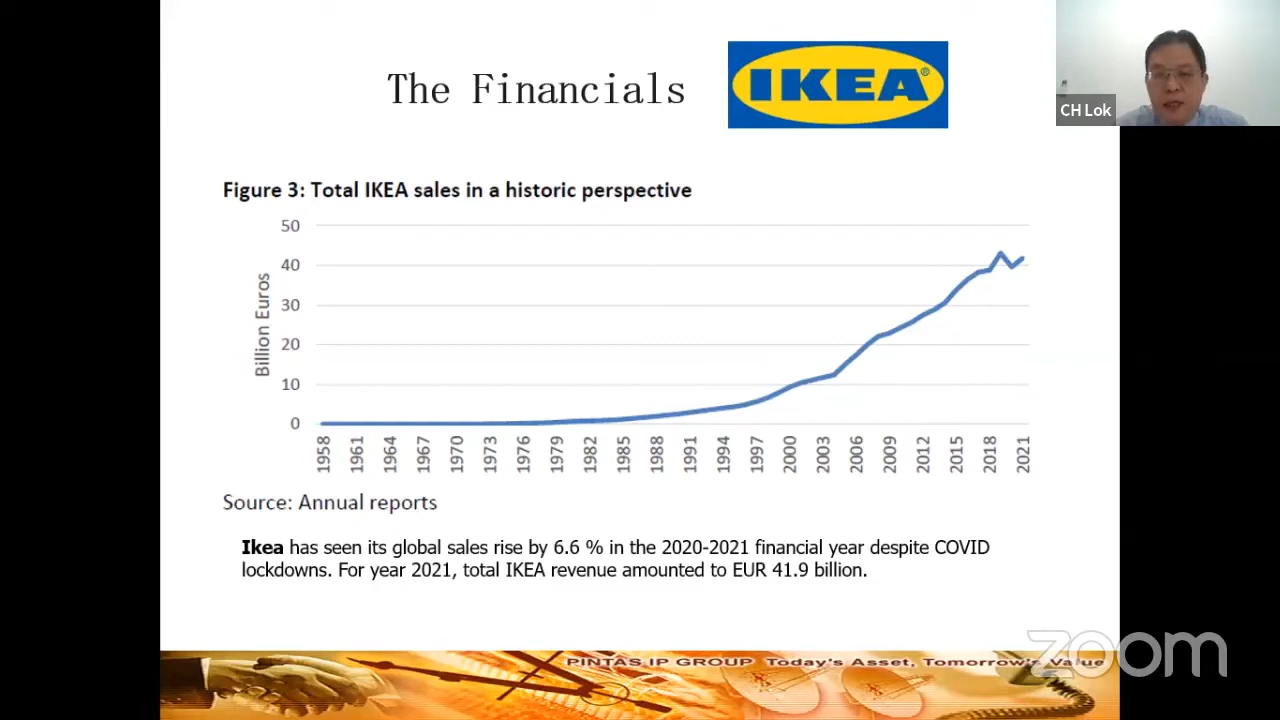 The Financials
IKEA®
CH Lok
Figure 3: Total IKEA sales in a historic perspective
50
40
30
20
10
0
Billion Euros
1958 1961 1964 1967 1970 1973 1976 1979 1982 1985 1988 1991 1994 1997 2000 2003 2006 2009 2012 2015 2018 2021
Source: Annual reports
Ikea has seen its global sales rise by 6.6 % in the 2020-2021 financial year despite COVID
lockdowns. For year 2021, total IKEA revenue amounted to EUR 41.9 billion.
PINTAS IP GROUP Today's Asset, Tomorrow's Value
zoom